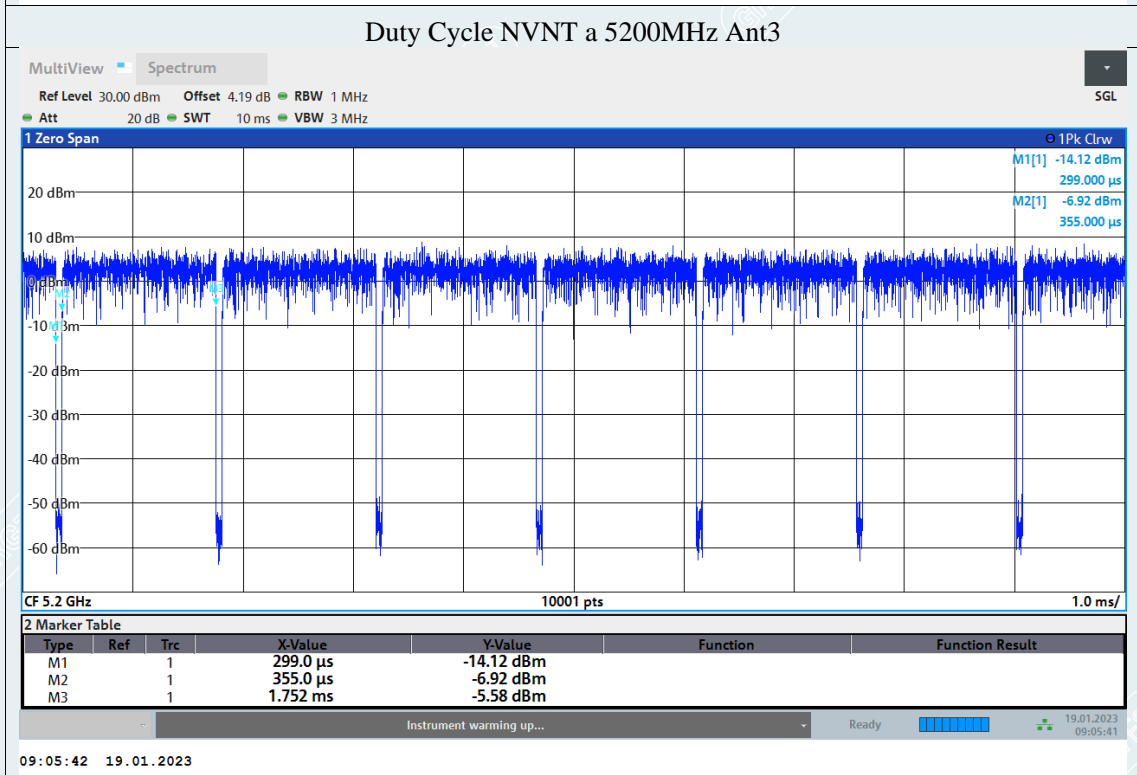 Duty Cycle NVNT a 5200MHz Ant3
MultiView Spectrum
Ref Level 30.00 dBm Offset 4.19 dB RBW 1 MHz SGL
Att 20 dB SWT 10 ms VBW 3 MHz
1 Zero Span 1Pk Clrw
M1[1] -14.12 dBm
299.000 µs
20 dBm M2[1] -6.92 dBm
355.000 µs
10 dBm
0 dBm
M3
M2
-10 dBm
M1
-20 dBm
-30 dBm
-40 dBm
-50 dBm
-60 dBm
CF 5.2 GHz 10001 pts 1.0 ms/
2 Marker Table
Type Ref Trc X-Value Y-Value Function Function Result
M1 1 299.0 µs -14.12 dBm
M2 1 355.0 µs -6.92 dBm
M3 1 1.752 ms -5.58 dBm
Instrument warming up... Ready 19.01.2023
09:05:41
09:05:42 19.01.2023